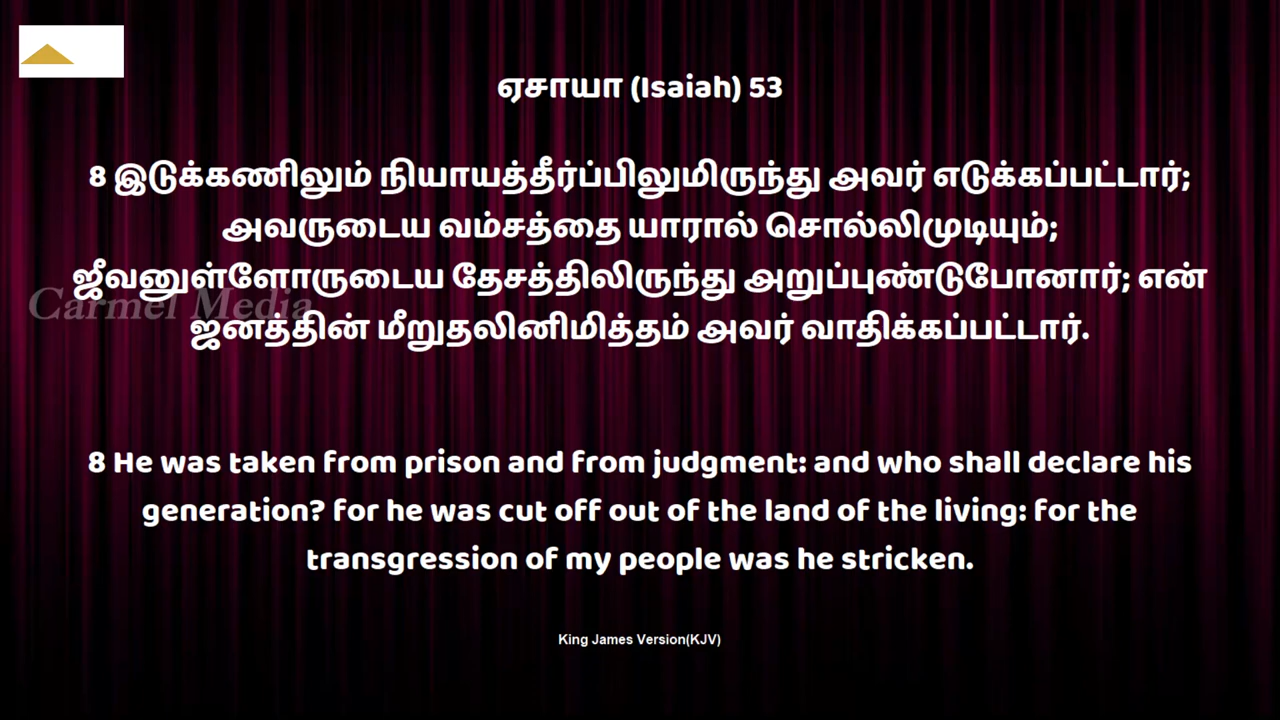 ஏசாயா (Isaiah) 53
8 இடுக்கணிலும் நியாயத்தீர்ப்பிலுமிருந்து அவர் எடுக்கப்பட்டார்;
அவருடைய வம்சத்தை யாரால் சொல்லிமுடியும்;
ஜீவனுள்ளோருடைய தேசத்திலிருந்து அறுப்புண்டுபோனார்; என்
Carmel Media
ஜனத்தின் மீறுதலினிமித்தம் அவர் வாதிக்கப்பட்டார்.
8 He was taken from prison and from judgment: and who shall declare his
generation? for he was cut off out of the land of the living: for the
transgression of my people was he stricken.
King James Version(KJV)